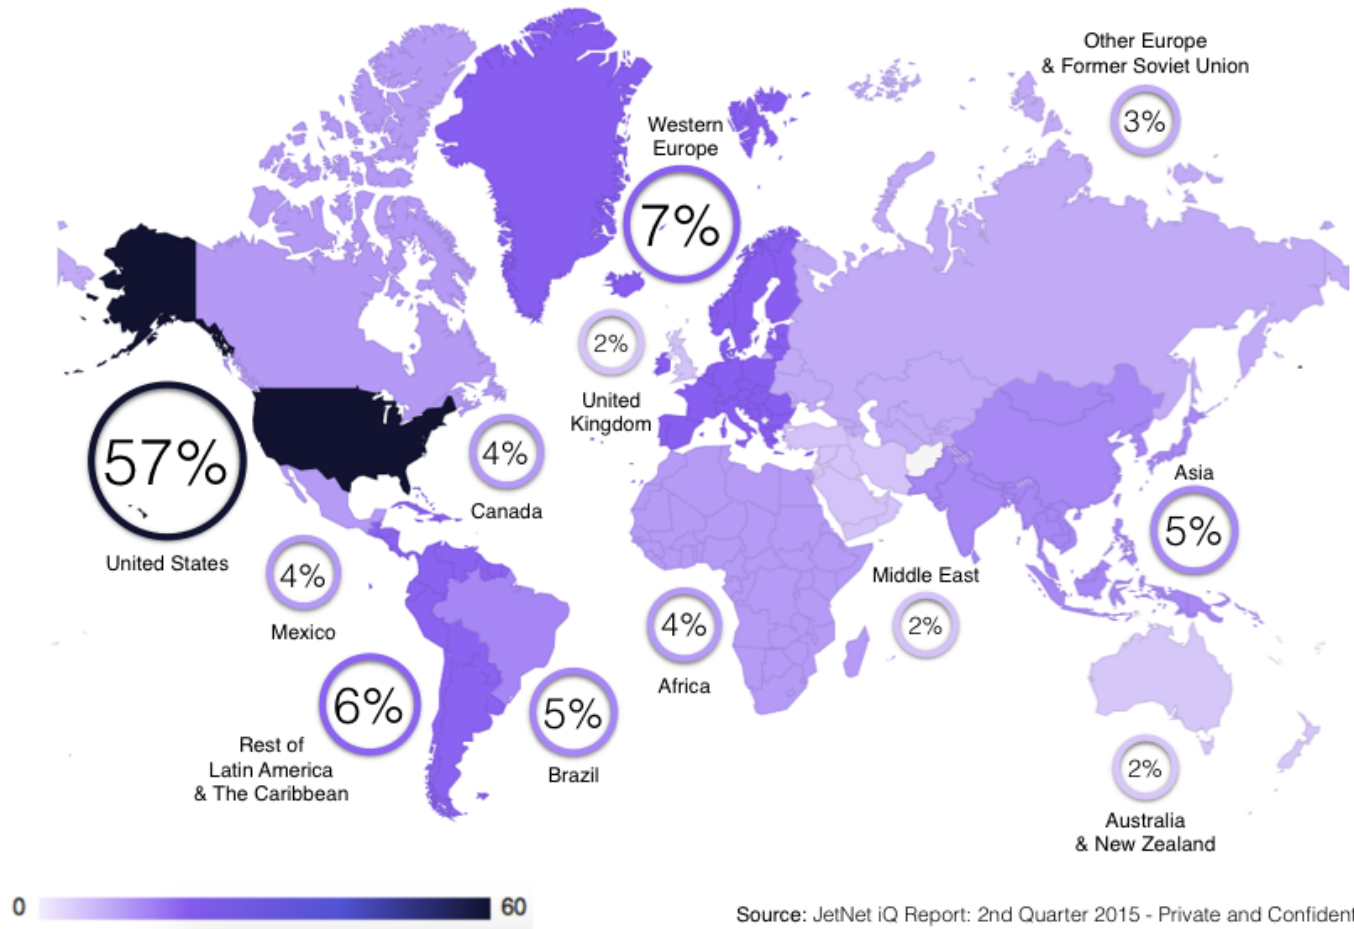 Other Europe
& Former Soviet Union
3%
Western
Europe
7%
2%
United
Kingdom
57%
United States
4%
Canada
Asia
5%
4%
Mexico
Middle East
2%
4%
Africa
6%
Rest of
Latin America
& The Caribbean
5%
Brazil
2%
Australia
& New Zealand
0
60
Source: JetNet iQ Report: 2nd Quarter 2015 - Private and Confident